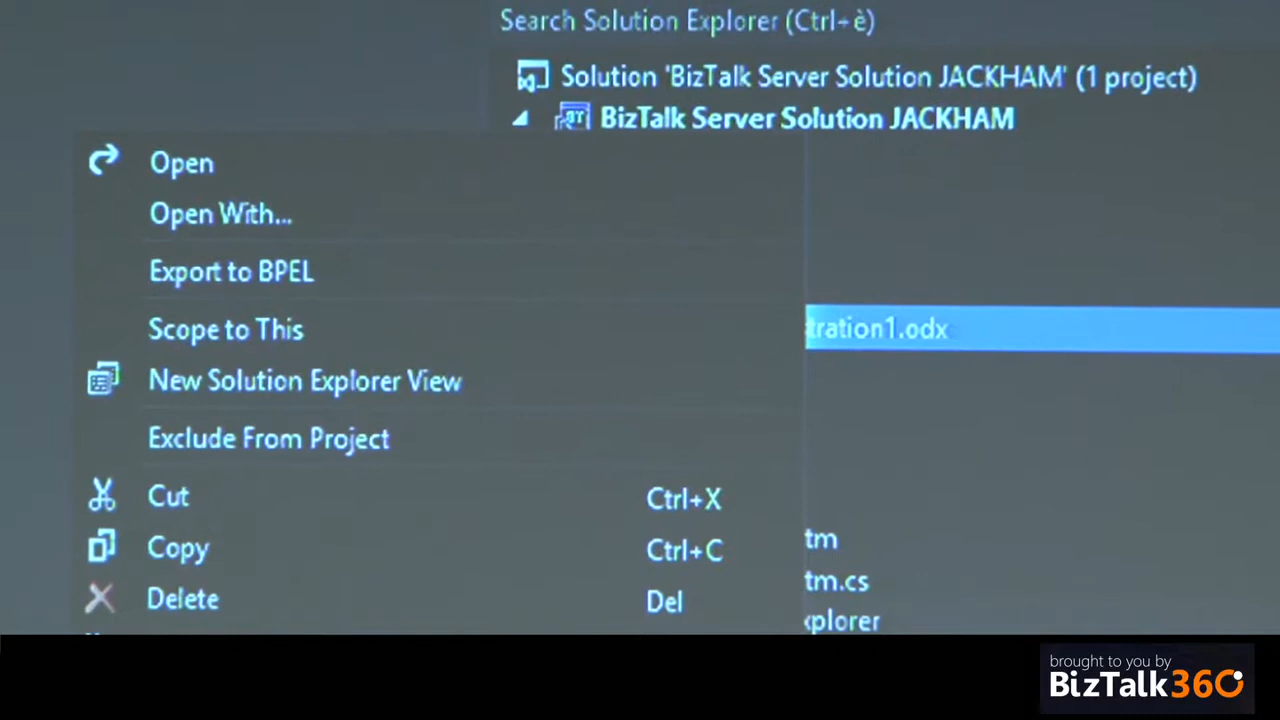 Search Solution Explorer (Ctrl+è)
Solution 'BizTalk Server Solution JACKHAM' (1 project)
BizTalk Server Solution JACKHAM
Open
Open With...
Export to BPEL
tration1.odx
Scope to This
New Solution Explorer View
Exclude From Project
Cut Ctrl+X
Copy Ctrl+C
Delete Del
tm
tm.cs
xplorer
brought to you by
BizTalk360